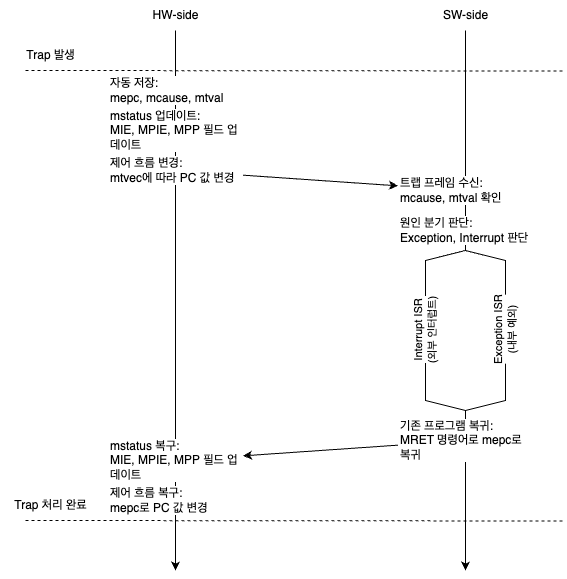 HW-side
SW-side
Trap 발생
자동 저장:
mepc, mcause, mtval
mstatus 업데이트:
MIE, MPIE, MPP 필드 업
데이트
제어 흐름 변경:
mtvec에 따라 PC 값 변경
트랩 프레임 수신:
mcause, mtval 확인
원인 분기 판단:
Exception, Interrupt 판단
Interrupt ISR
(외부 인터럽트)
Exception ISR
(내부 예외)
기존 프로그램 복귀:
MRET 명령어로 mepc로
복귀
mstatus 복구:
MIE, MPIE, MPP 필드 업
데이트
제어 흐름 복구:
mepc로 PC 값 변경
Trap 처리 완료